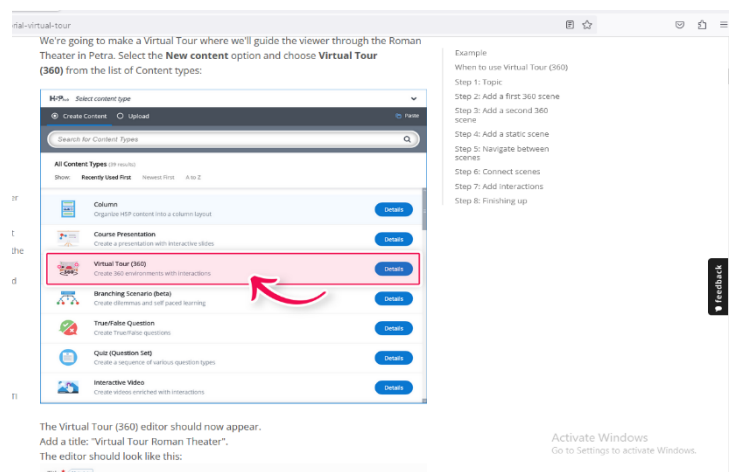 rial-virtual-tour
We're going to make a Virtual Tour where we'll guide the viewer through the Roman
Theater in Petra. Select the New content option and choose Virtual Tour
(360) from the list of Content types:
H5P Select content type
Create Content
Upload
Paste
Search for Content Types
All Content Types (39 results)
Show: Recently Used First Newest First A to Z
Column
Organize H5P content into a column layout
Details
Course Presentation
Create a presentation with interactive slides
Details
Virtual Tour (360)
Create 360 environments with interactions
Details
Branching Scenario (beta)
Create dilemmas and self paced learning
Details
True/False Question
Create True/False questions
Details
Quiz (Question Set)
Create a sequence of various question types
Details
Interactive Video
Create videos enriched with interactions
Details
The Virtual Tour (360) editor should now appear.
Add a title: "Virtual Tour Roman Theater".
The editor should look like this:
Example
When to use Virtual Tour (360)
Step 1: Topic
Step 2: Add a first 360 scene
Step 3: Add a second 360
scene
Step 4: Add a static scene
Step 5: Navigate between
scenes
Step 6: Connect scenes
Step 7: Add interactions
Step 8: Finishing up
er
t
the
d
m
feedback
Activate Windows
Go to Settings to activate Windows.